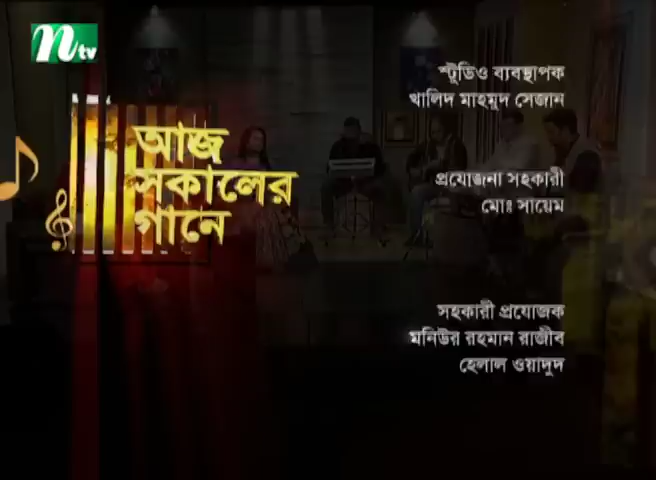 ntv
আজ
সকালের
গানে
স্টুডিও ব্যবস্থাপক
খালিদ মাহমুদ সেজান
প্রযোজনা সহকারী
মোঃ সায়েম
সহকারী প্রযোজক
মনিউর রহমান রাজীব
হেলাল ওয়াদুদ